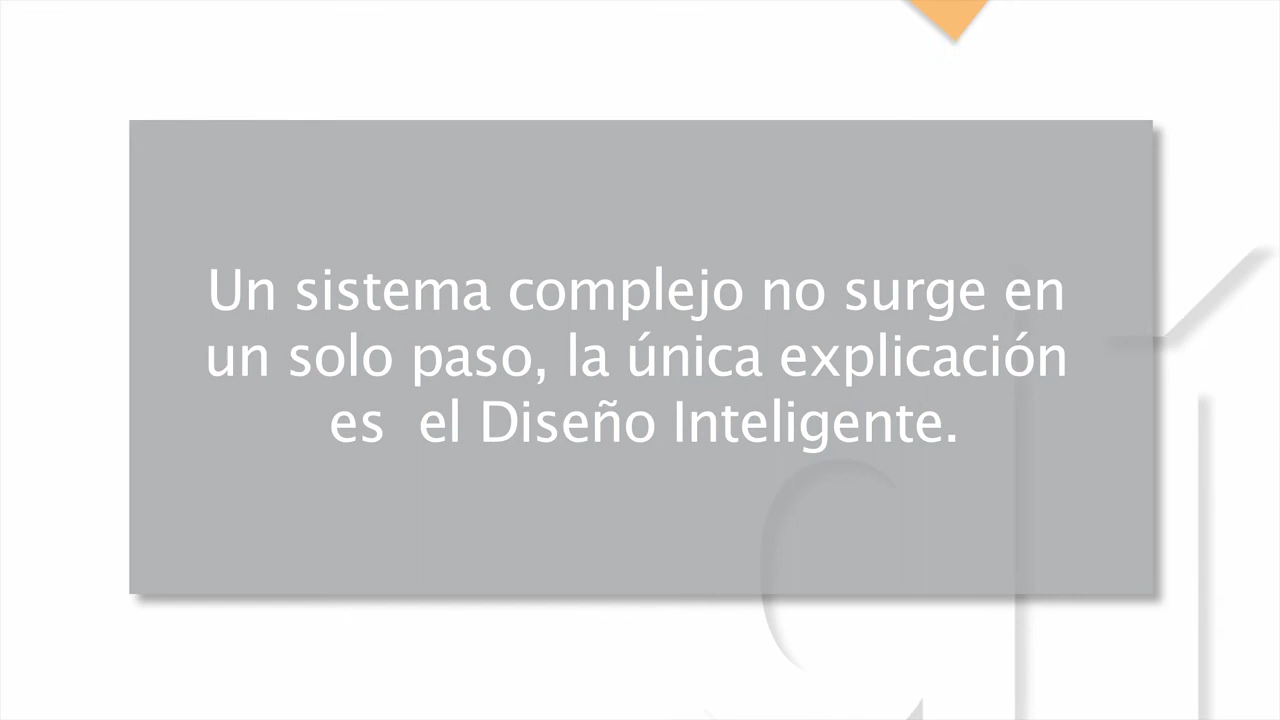 Un sistema complejo no surge en
un solo paso, la única explicación
es  el Diseño Inteligente.